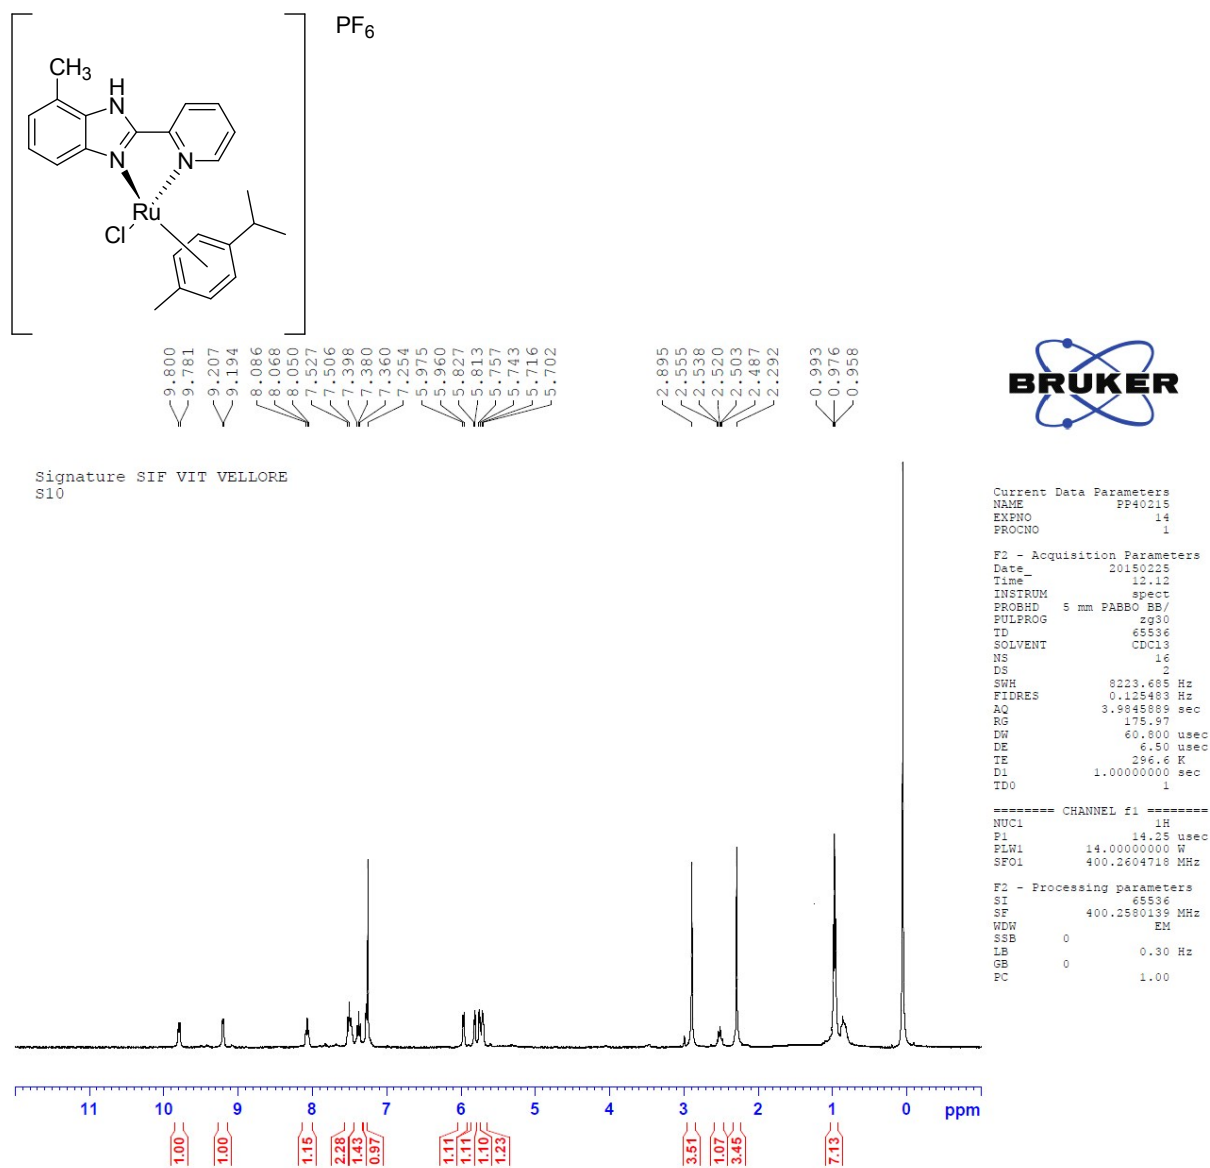 PF6
CH3
H
N
N
N
Ru
Cl
9.800
9.781
9.207
9.194
8.086
8.068
8.050
7.527
7.506
7.398
7.380
7.360
7.254
5.975
5.960
5.827
5.813
5.757
5.743
5.716
5.702
2.895
2.555
2.538
2.520
2.503
2.487
2.292
0.993
0.976
0.958
BRUKER
Signature SIF VIT VELLORE
S10
Current Data Parameters
NAME PP40215
EXPNO 14
PROCNO 1
F2 - Acquisition Parameters
Date_ 20150225
Time 12.12
INSTRUM spect
PROBHD 5 mm PABBO BB/
PULPROG zg30
TD 65536
SOLVENT CDCl3
NS 16
DS 2
SWH 8223.685 Hz
FIDRES 0.125483 Hz
AQ 3.9845889 sec
RG 175.97
DW 60.800 usec
DE 6.50 usec
TE 296.6 K
D1 1.00000000 sec
TD0 1
======== CHANNEL f1 ========
NUC1 1H
P1 14.25 usec
PLW1 14.00000000 W
SFO1 400.2604718 MHz
F2 - Processing parameters
SI 65536
SF 400.2580139 MHz
WDW EM
SSB 0
LB 0.30 Hz
GB 0
PC 1.00
11 10 9 8 7 6 5 4 3 2 1 0 ppm
1.00
1.00
1.15
2.28
1.43
0.97
1.11
1.11
1.10
1.23
3.51
1.07
3.45
7.13